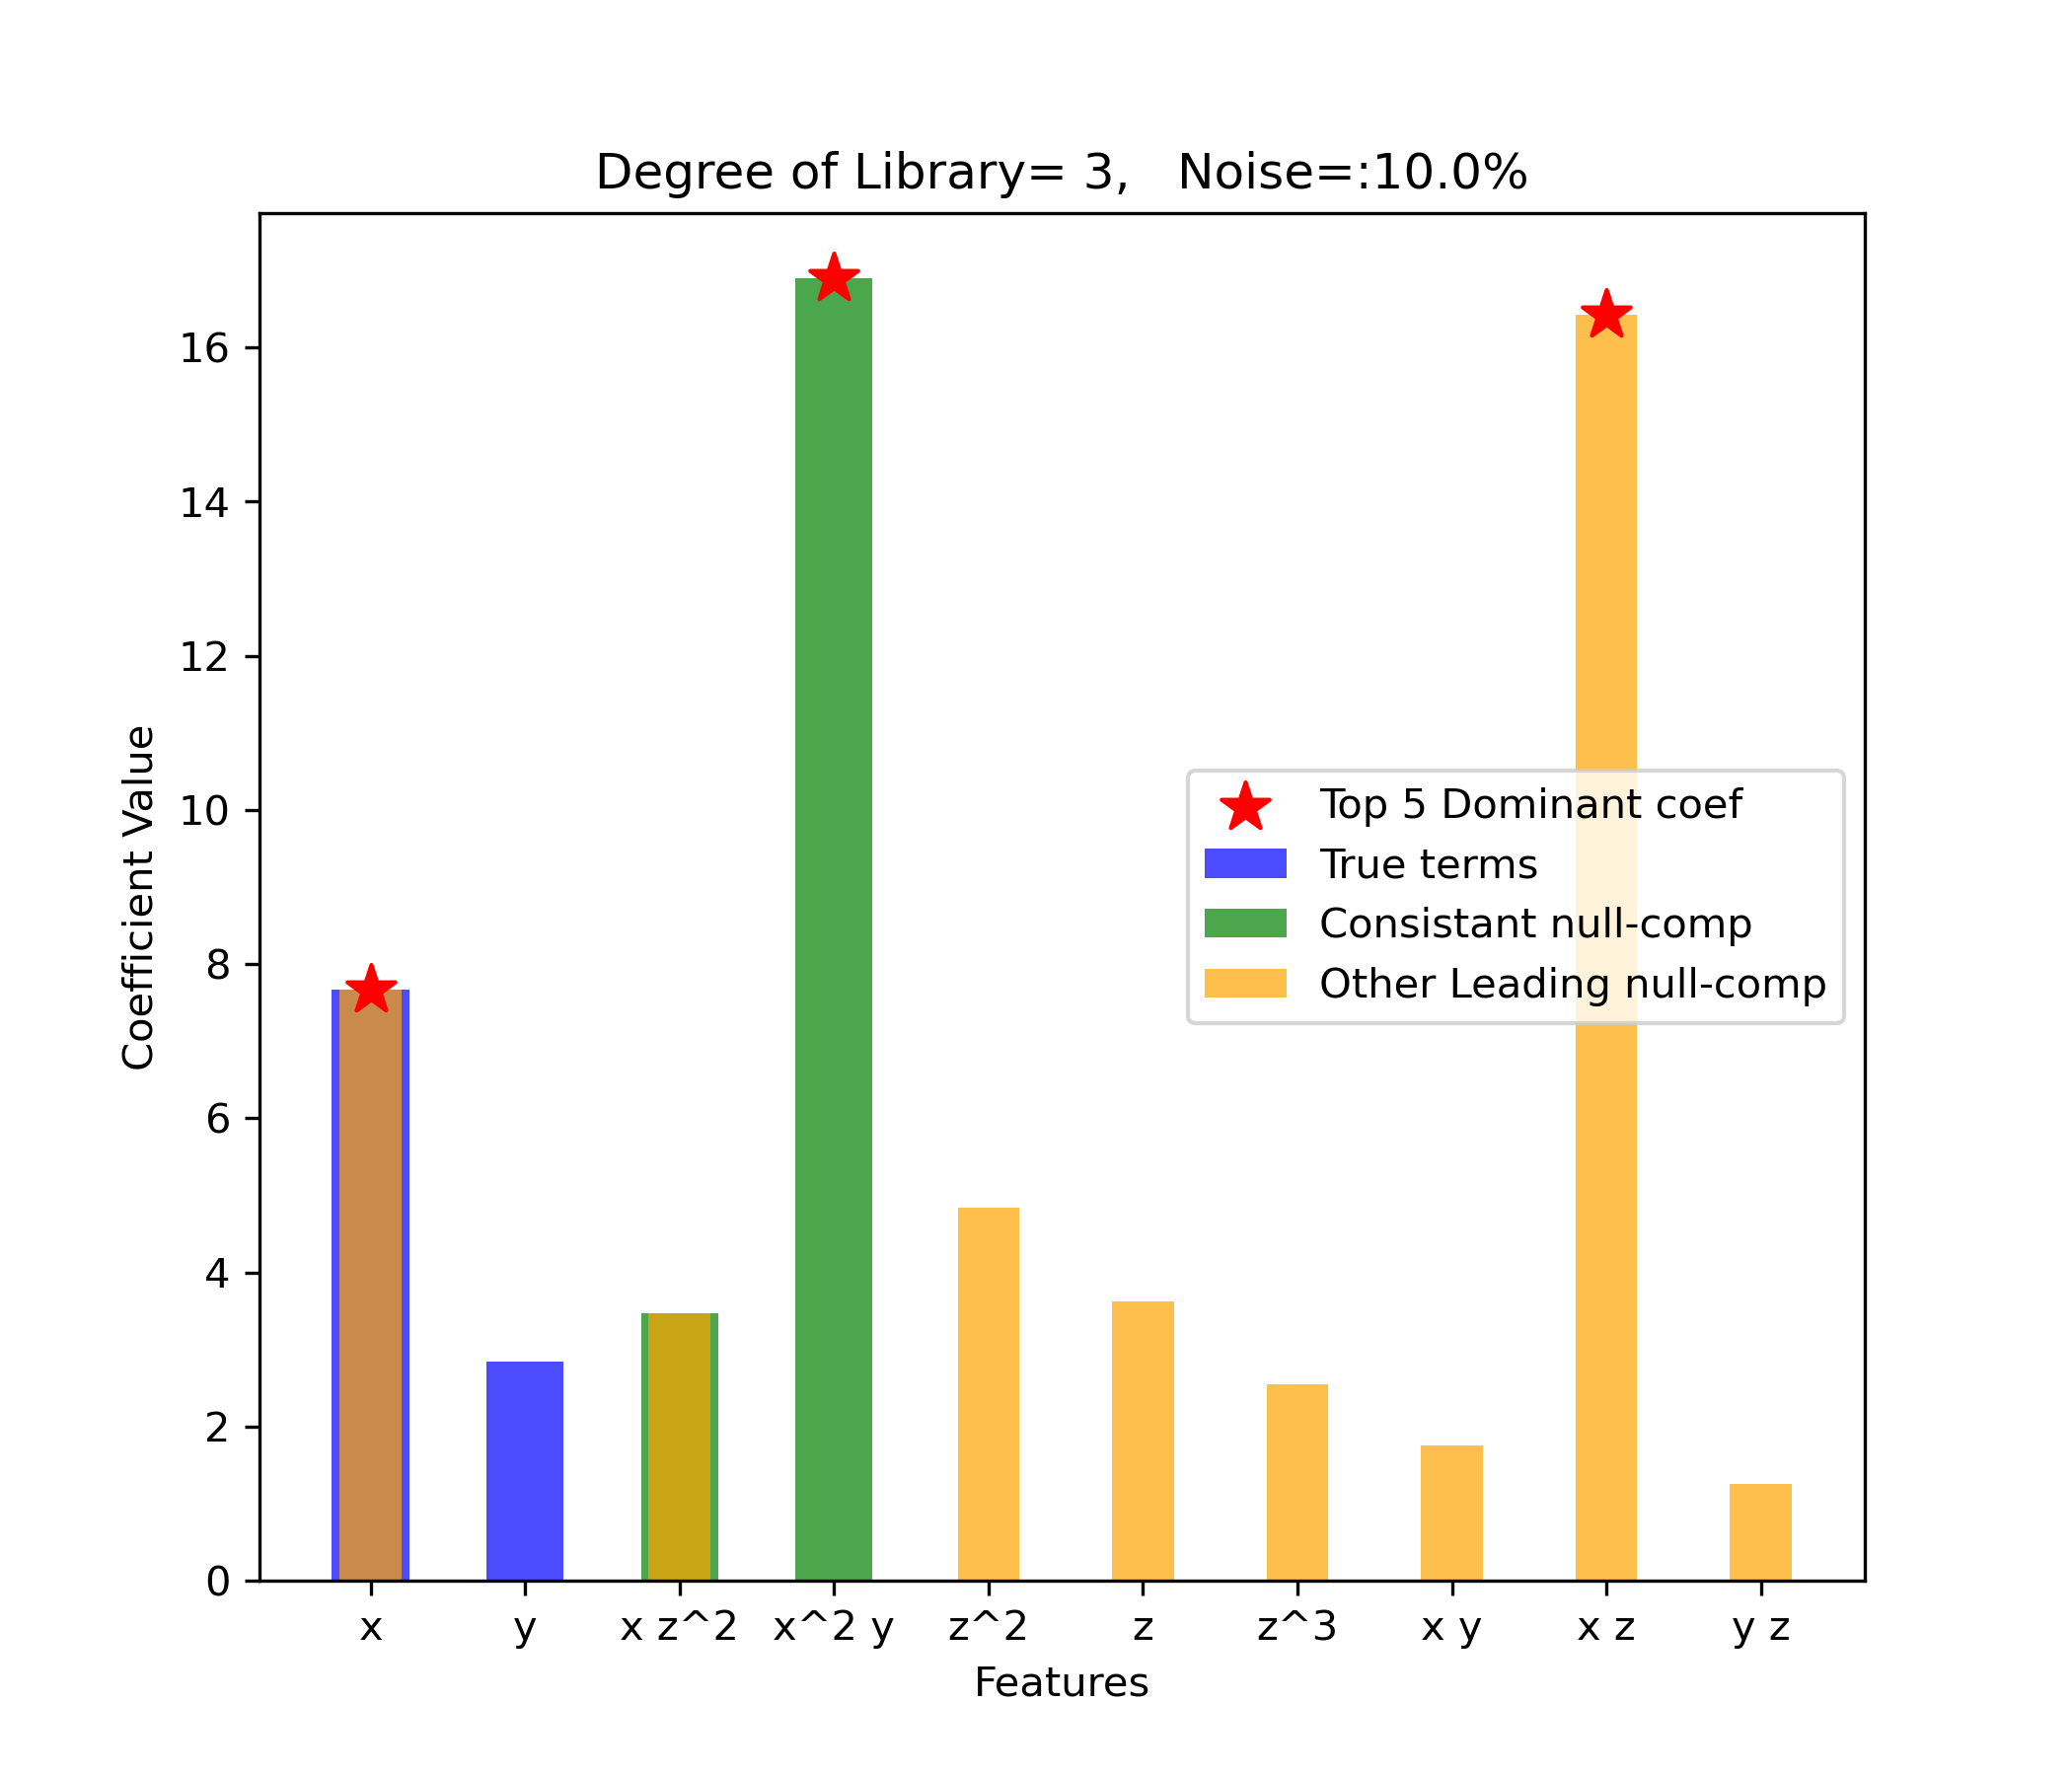 Degree of Library= 3,   Noise=:10.0%
Coefficient Value
16
14
12
10
8
6
4
2
0
Top 5 Dominant coef
True terms
Consistant null-comp
Other Leading null-comp
x y x z^2 x^2 y z^2 z z^3 x y x z y z
Features